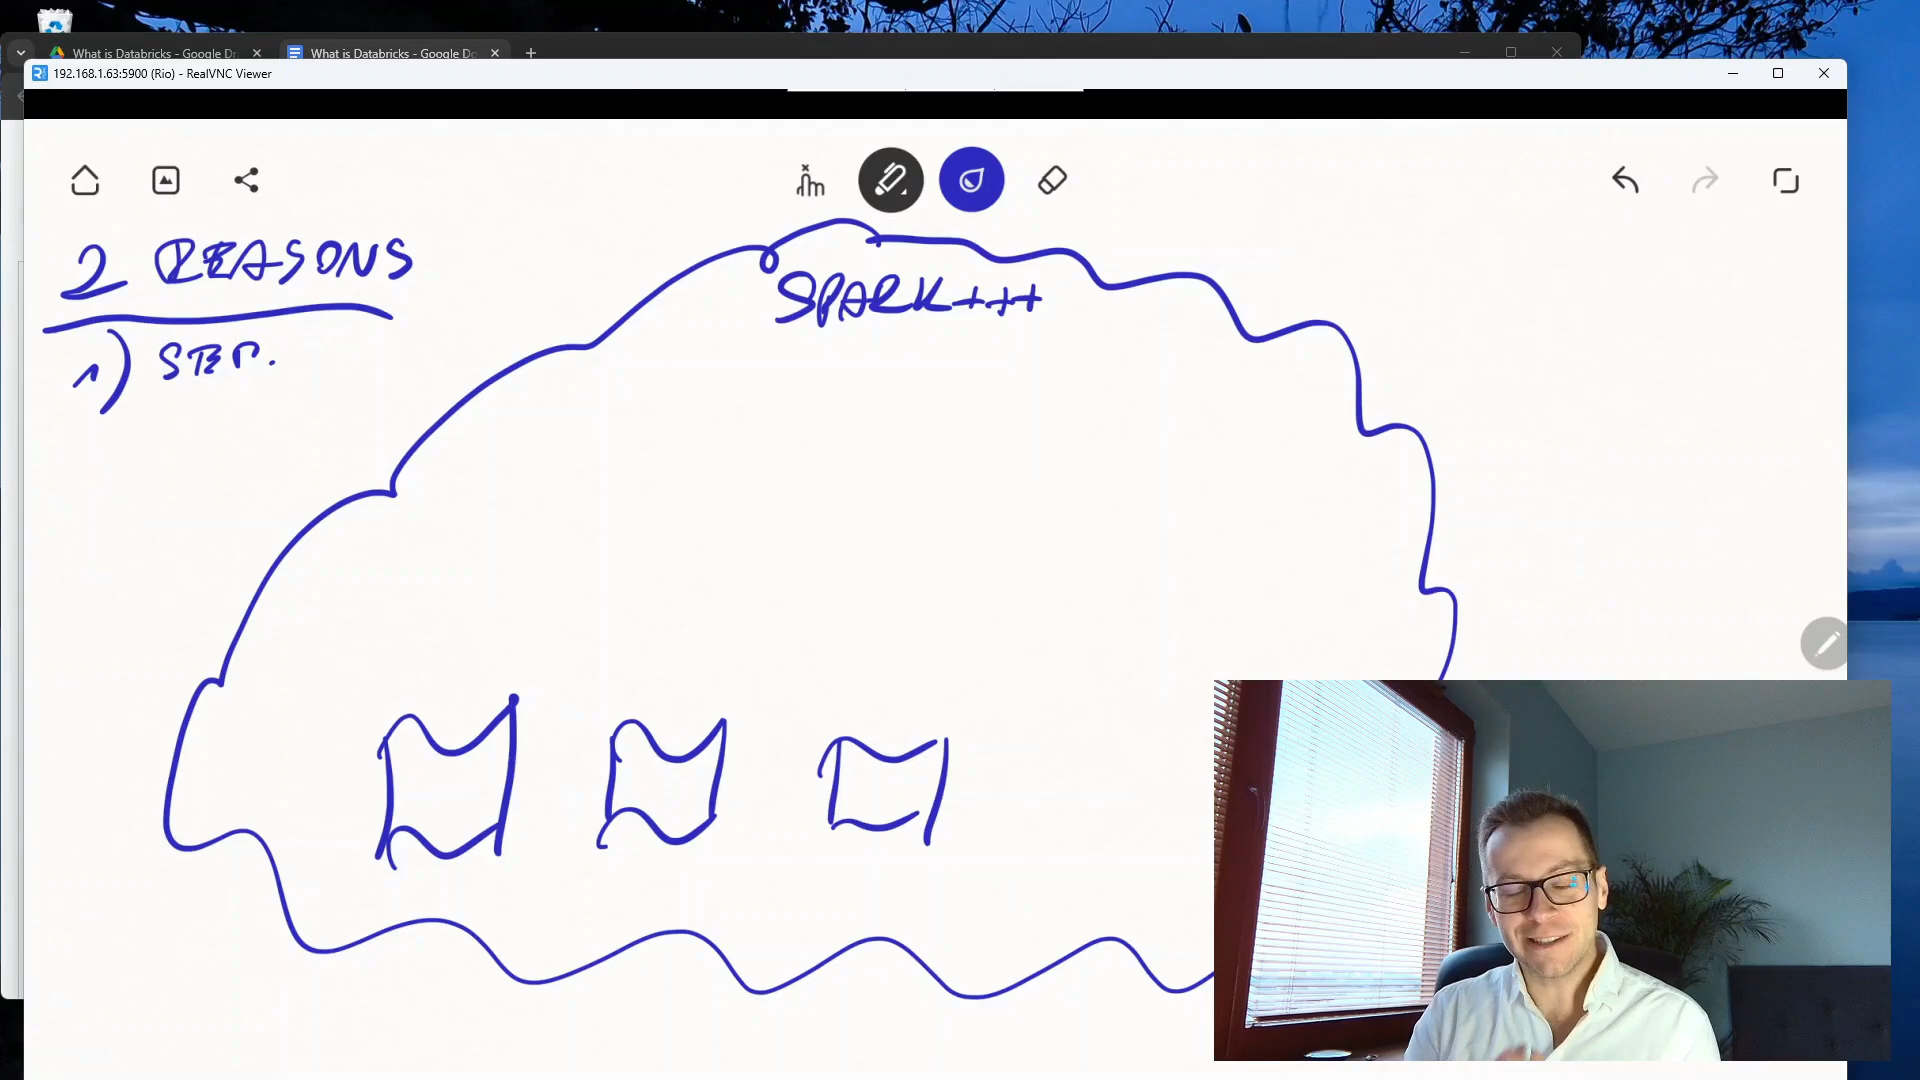 What is Databricks - Google Dr
What is Databricks - Google Do
192.168.1.63:5900 (Rio) - RealVNC Viewer
2 REASONS
SPARK+++
1)